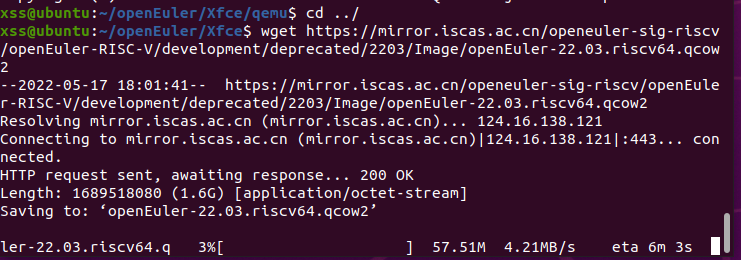 xss@ubuntu:~/openEuler/Xfce/qemu$ cd ../
xss@ubuntu:~/openEuler/Xfce$ wget https://mirror.iscas.ac.cn/openeuler-sig-riscv
/openEuler-RISC-V/development/deprecated/2203/Image/openEuler-22.03.riscv64.qcow
2
--2022-05-17 18:01:41--  https://mirror.iscas.ac.cn/openeuler-sig-riscv/openEule
r-RISC-V/development/deprecated/2203/Image/openEuler-22.03.riscv64.qcow2
Resolving mirror.iscas.ac.cn (mirror.iscas.ac.cn)... 124.16.138.121
Connecting to mirror.iscas.ac.cn (mirror.iscas.ac.cn)|124.16.138.121|:443... con
nected.
HTTP request sent, awaiting response... 200 OK
Length: 1689518080 (1.6G) [application/octet-stream]
Saving to: ‘openEuler-22.03.riscv64.qcow2’
ler-22.03.riscv64.q   3%[                    ]  57.51M  4.21MB/s    eta 6m 3s